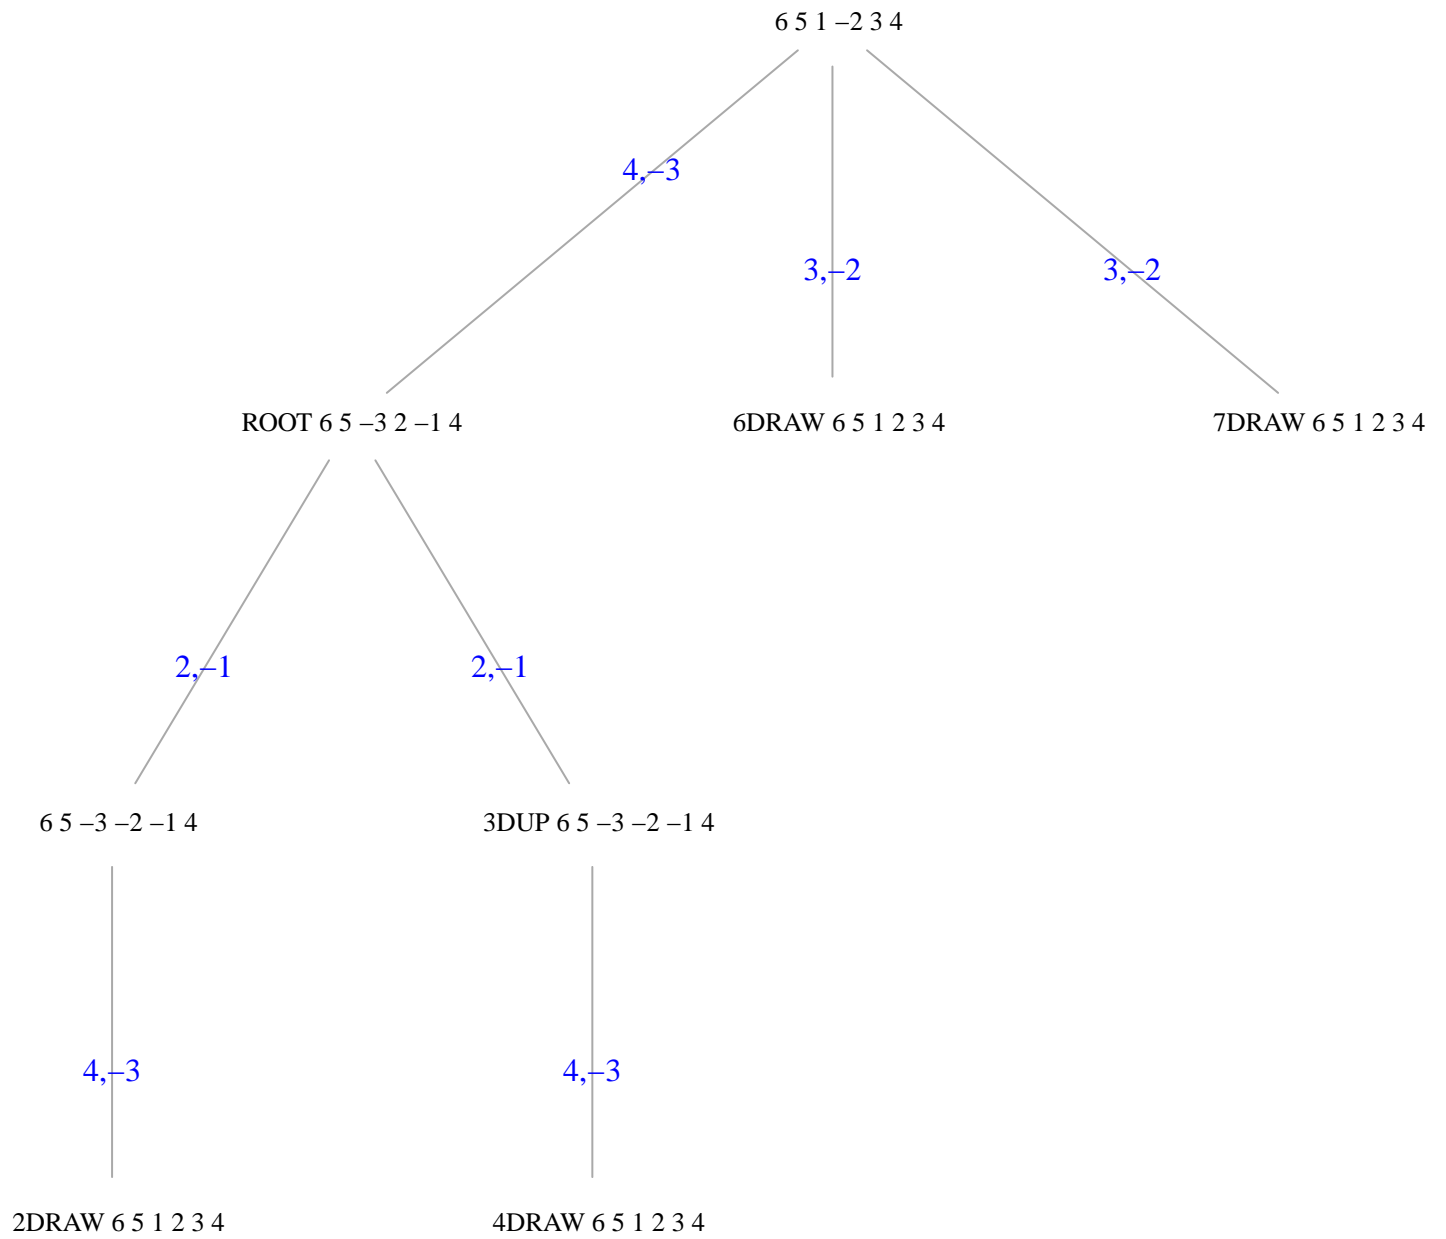 6 5 1 –2 3 4
4,–3
3,–2
3,–2
ROOT 6 5 –3 2 –1 4
6DRAW 6 5 1 2 3 4
7DRAW 6 5 1 2 3 4
2,–1
2,–1
6 5 –3 –2 –1 4
3DUP 6 5 –3 –2 –1 4
4,–3
4,–3
2DRAW 6 5 1 2 3 4
4DRAW 6 5 1 2 3 4